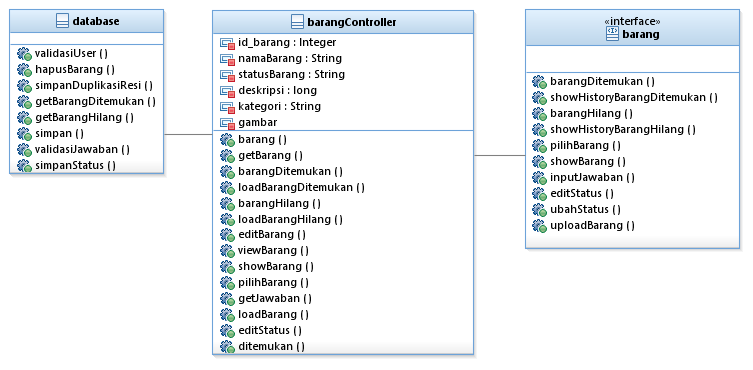 database
validasiUser ()
hapusBarang ()
simpanDuplikasiResi ()
getBarangDitemukan ()
getBarangHilang ()
simpan ()
validasiJawaban ()
simpanStatus ()
barangController
id_barang : Integer
namaBarang : String
statusBarang : String
deskripsi : long
kategori : String
gambar
barang ()
getBarang ()
barangDitemukan ()
loadBarangDitemukan ()
barangHilang ()
loadBarangHilang ()
editBarang ()
viewBarang ()
showBarang ()
pilihBarang ()
getJawaban ()
loadBarang ()
editStatus ()
ditemukan ()
«interface»
barang
barangDitemukan ()
showHistoryBarangDitemukan ()
barangHilang ()
showHistoryBarangHilang ()
pilihBarang ()
showBarang ()
inputJawaban ()
editStatus ()
ubahStatus ()
uploadBarang ()